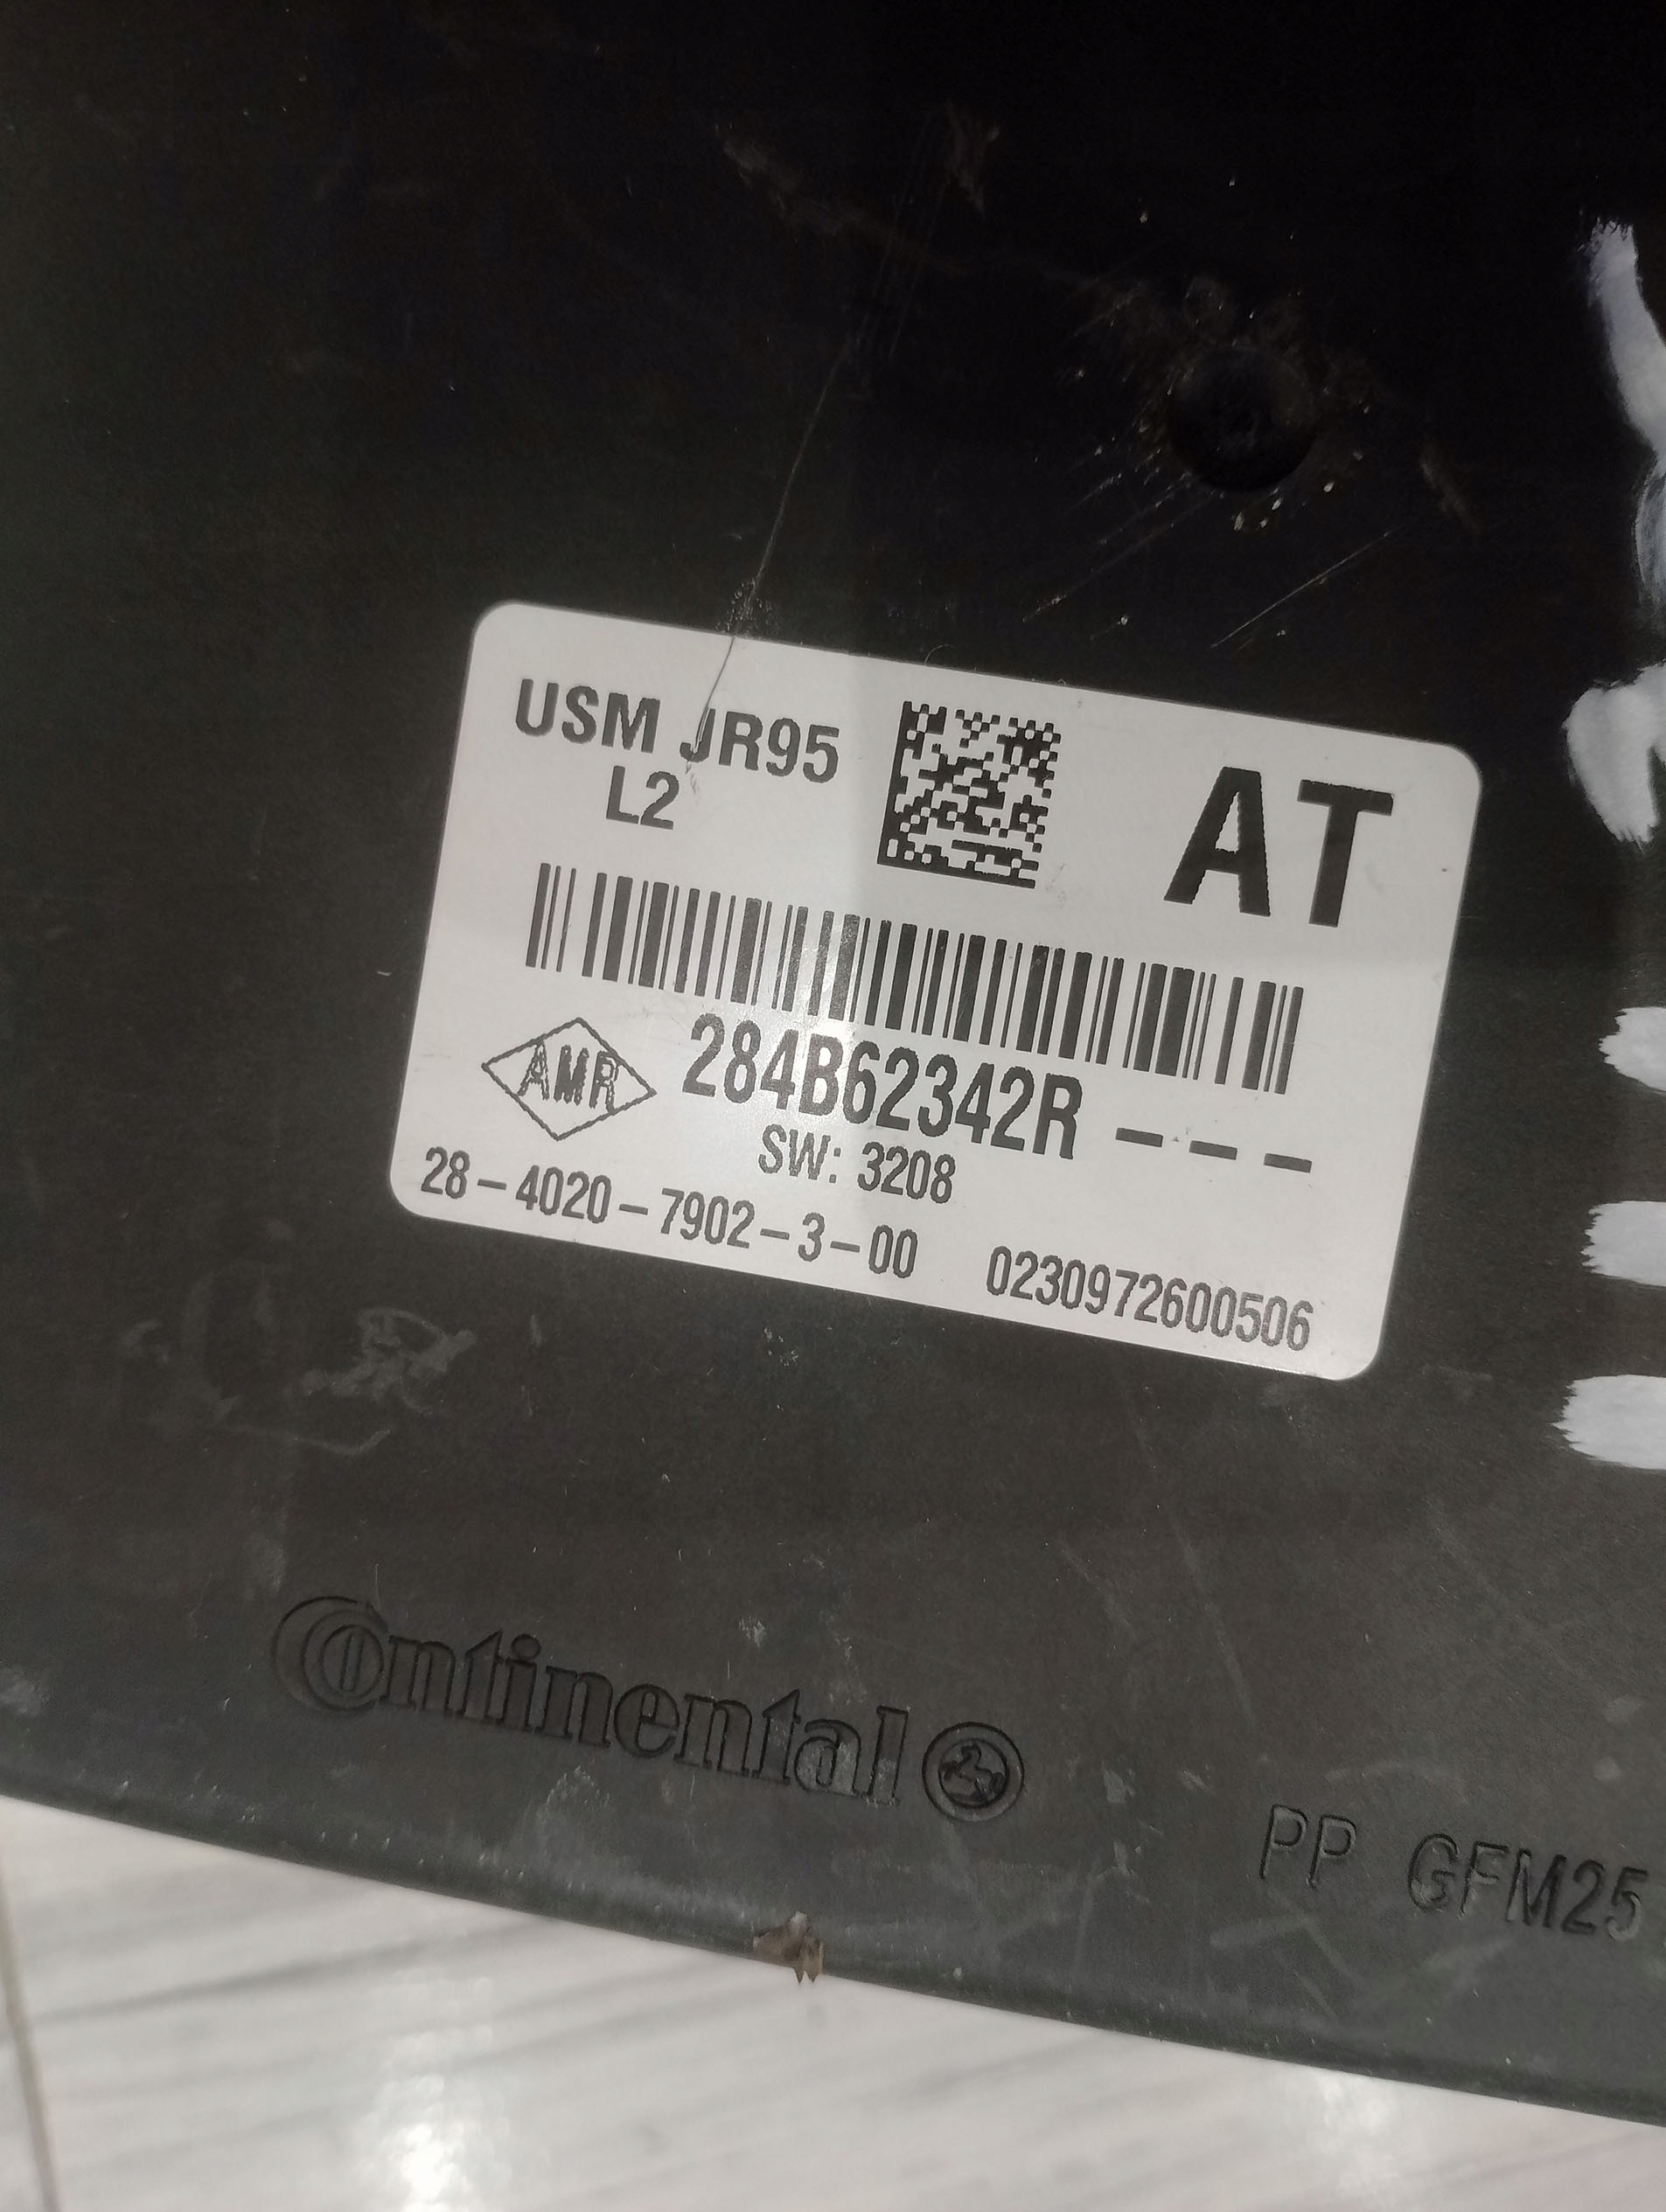 USM JR95
L2
AT
AMR
284B62342R - - -
SW: 3208
28-4020-7902-3-00 0230972600506
Continental
PP GFM25